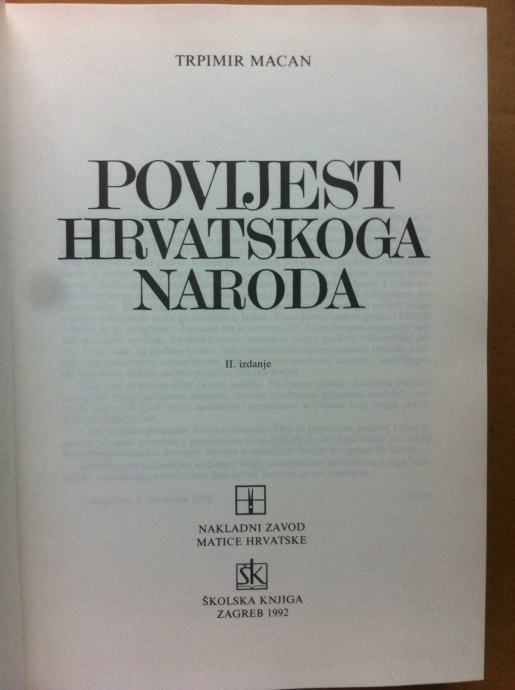 TRPIMIR MACAN
POVIJEST
HRVATSKOGA
NARODA
II. izdanje
NAKLADNI ZAVOD
MATICE HRVATSKE
ŠK
ŠKOLSKA KNJIGA
ZAGREB 1992